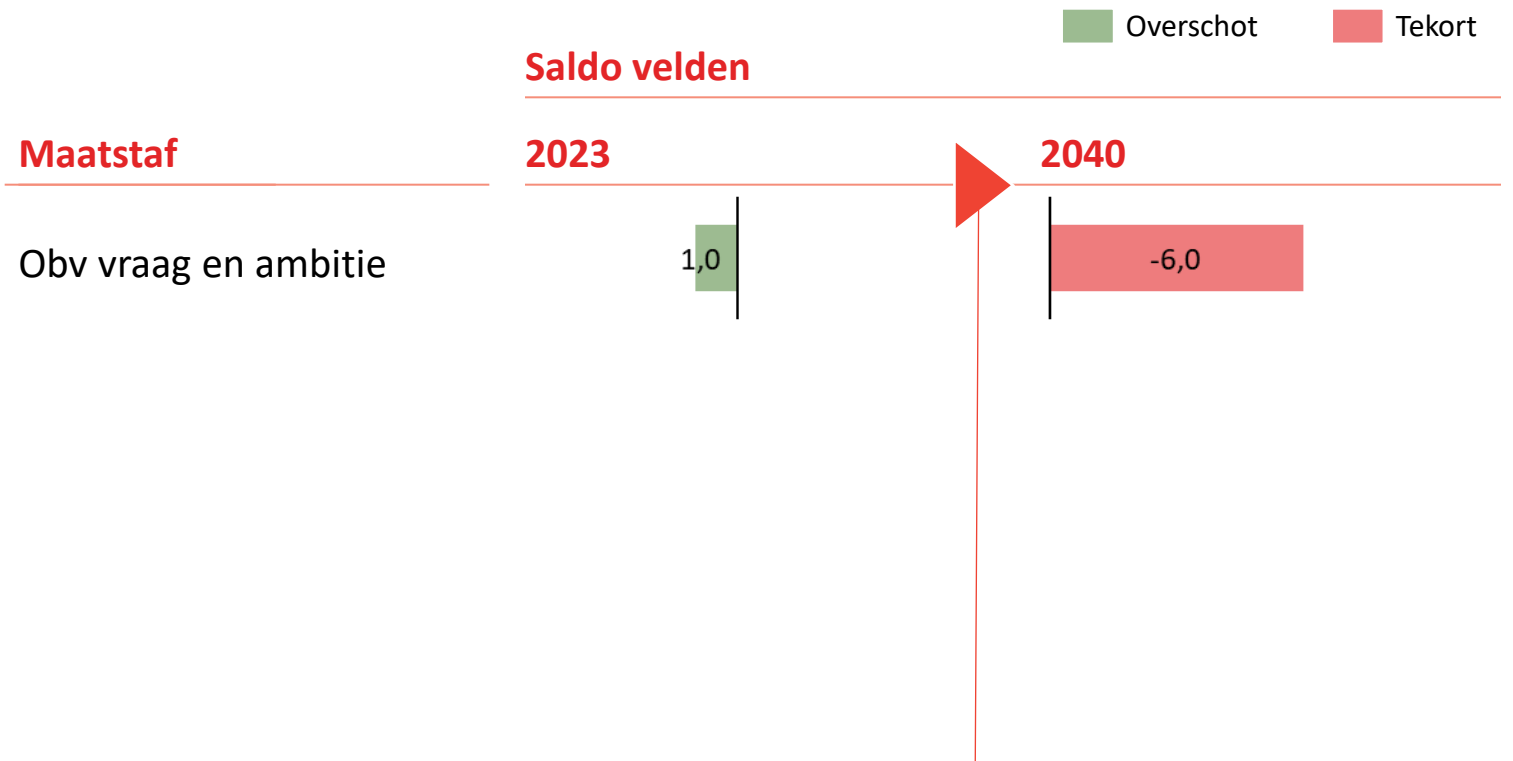 Overschot Tekort
Saldo velden
Maatstaf 2023 2040
Obv vraag en ambitie 1,0 -6,0